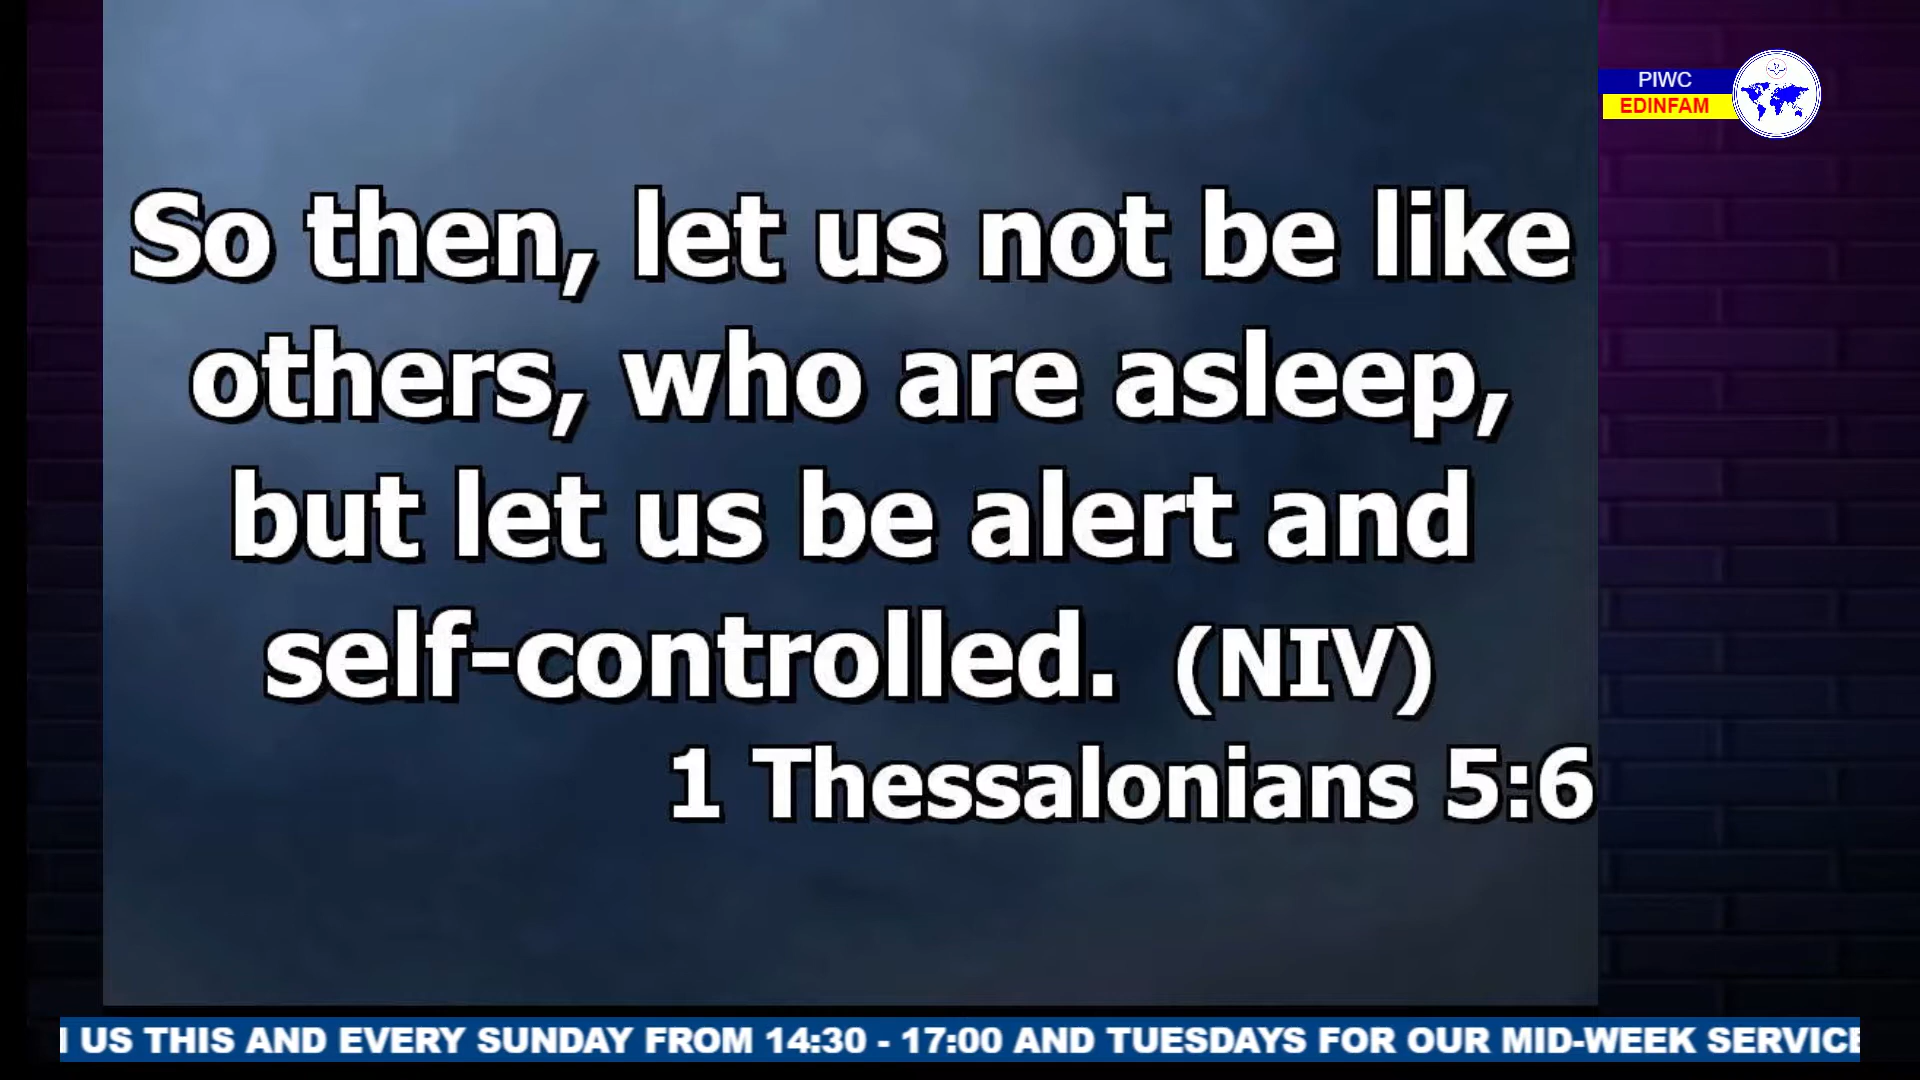 PIWC
EDINFAM
So then, let us not be like
others, who are asleep,
but let us be alert and
self-controlled. (NIV)
1 Thessalonians 5:6
US THIS AND EVERY SUNDAY FROM 14:30 - 17:00 AND TUESDAYS FOR OUR MID-WEEK SERVICE